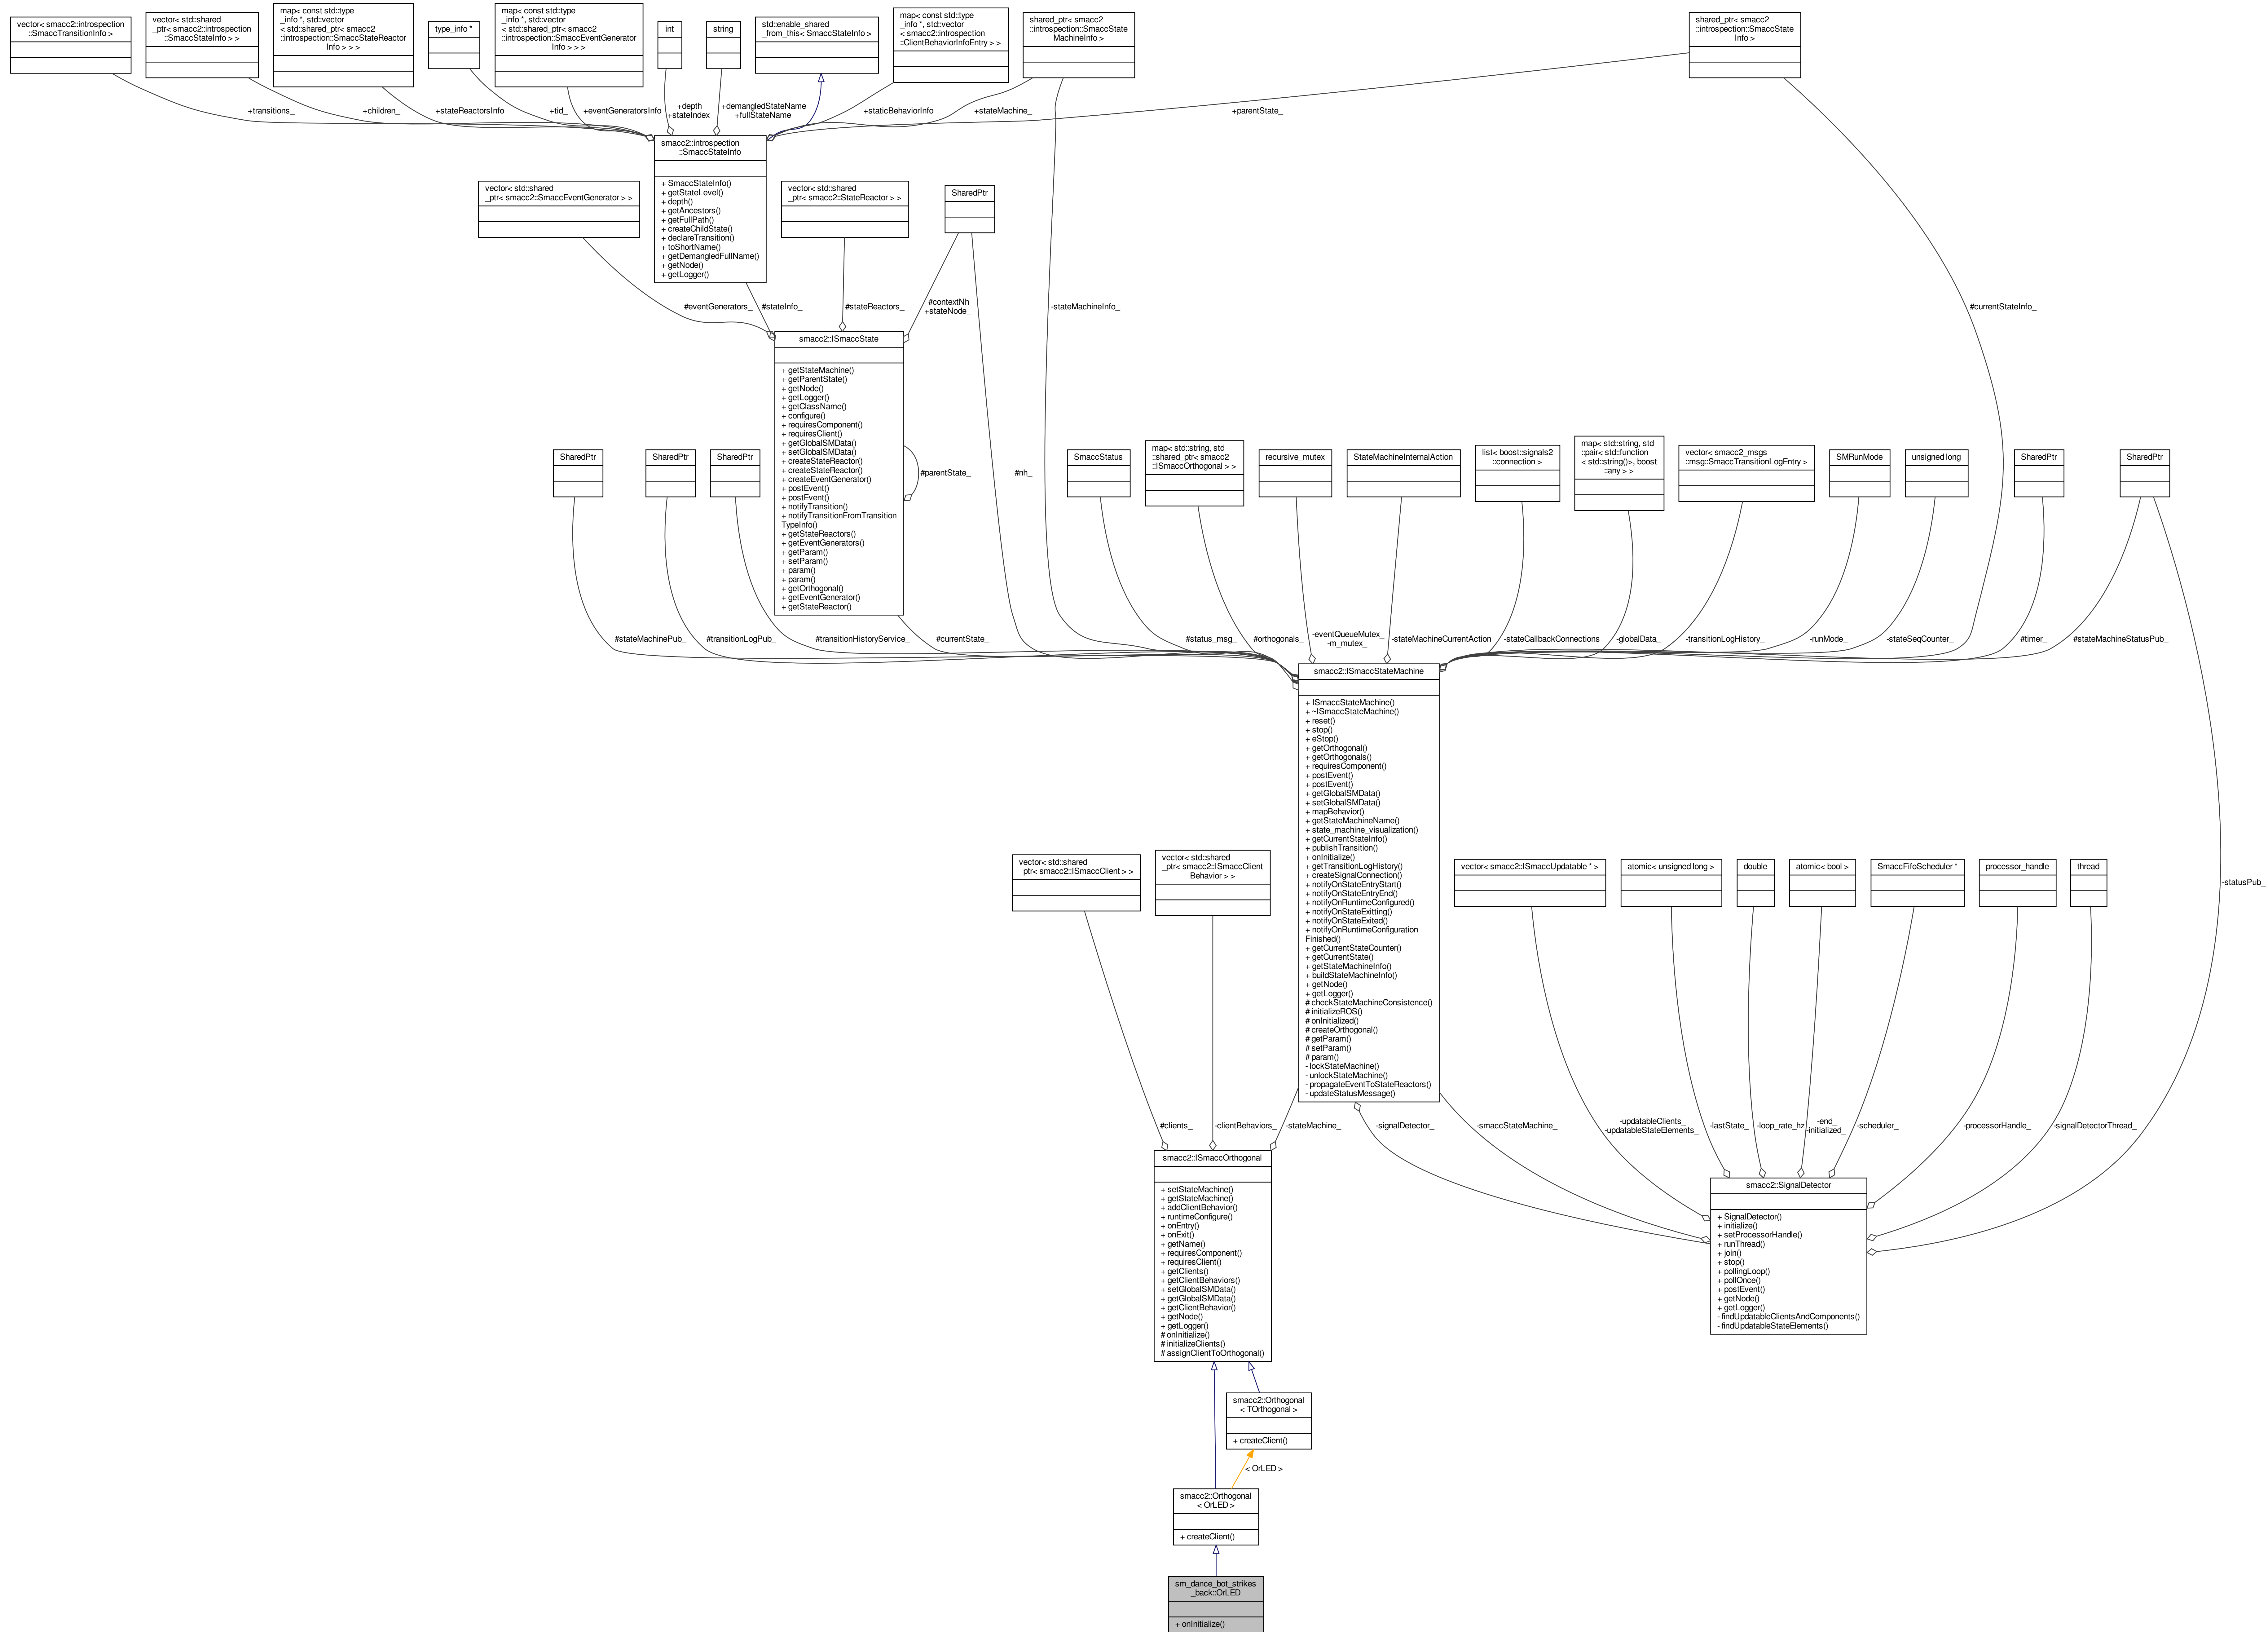 vector< smacc2::introspection
::SmaccTransitionInfo >
vector< std::shared
_ptr< smacc2::introspection
::SmaccStateInfo > >
map< const std::type
_info *, std::vector
< std::shared_ptr< smacc2
::introspection::SmaccStateReactor
Info > > >
type_info *
map< const std::type
_info *, std::vector
< std::shared_ptr< smacc2
::introspection::SmaccEventGenerator
Info > > >
int
string
std::enable_shared
_from_this< SmaccStateInfo >
map< const std::type
_info *, std::vector
< smacc2::introspection
::ClientBehaviorInfoEntry > >
shared_ptr< smacc2
::introspection::SmaccState
MachineInfo >
shared_ptr< smacc2
::introspection::SmaccState
Info >
+transitions_
+children_
+stateReactorsInfo
+tid_
+eventGeneratorsInfo
+depth_
+stateIndex_
+demangledStateName
+fullStateName
+staticBehaviorInfo
+stateMachine_
+parentState_
smacc2::introspection
::SmaccStateInfo
+ SmaccStateInfo()
+ getStateLevel()
+ depth()
+ getAncestors()
+ getFullPath()
+ createChildState()
+ declareTransition()
+ toShortName()
+ getDemangledFullName()
+ getNode()
+ getLogger()
vector< std::shared
_ptr< smacc2::SmaccEventGenerator > >
vector< std::shared
_ptr< smacc2::StateReactor > >
SharedPtr
#eventGenerators_
#stateInfo_
#stateReactors_
#contextNh
+stateNode_
-stateMachineInfo_
#currentStateInfo_
smacc2::ISmaccState
+ getStateMachine()
+ getParentState()
+ getNode()
+ getLogger()
+ getClassName()
+ configure()
+ requiresComponent()
+ requiresClient()
+ getGlobalSMData()
+ setGlobalSMData()
+ createStateReactor()
+ createStateReactor()
+ createEventGenerator()
+ postEvent()
+ postEvent()
+ notifyTransition()
+ notifyTransitionFromTransition
TypeInfo()
+ getStateReactors()
+ getEventGenerators()
+ getParam()
+ setParam()
+ param()
+ param()
+ getOrthogonal()
+ getEventGenerator()
+ getStateReactor()
#parentState_
#nh_
SharedPtr
SharedPtr
SharedPtr
SmaccStatus
map< std::string, std
::shared_ptr< smacc2
::ISmaccOrthogonal > >
recursive_mutex
StateMachineInternalAction
list< boost::signals2
::connection >
map< std::string, std
::pair< std::function
< std::string()>, boost
::any > >
vector< smacc2_msgs
::msg::SmaccTransitionLogEntry >
SMRunMode
unsigned long
SharedPtr
SharedPtr
#stateMachinePub_
#transitionLogPub_
#transitionHistoryService_
#currentState_
#status_msg_
#orthogonals_
-eventQueueMutex_
-m_mutex_
-stateMachineCurrentAction
-stateCallbackConnections
-globalData_
-transitionLogHistory_
-runMode_
-stateSeqCounter_
#timer_
#stateMachineStatusPub_
smacc2::ISmaccStateMachine
+ ISmaccStateMachine()
+ ~ISmaccStateMachine()
+ reset()
+ stop()
+ eStop()
+ getOrthogonal()
+ getOrthogonals()
+ requiresComponent()
+ postEvent()
+ postEvent()
+ getGlobalSMData()
+ setGlobalSMData()
+ mapBehavior()
+ getStateMachineName()
+ state_machine_visualization()
+ getCurrentStateInfo()
+ publishTransition()
+ onInitialize()
+ getTransitionLogHistory()
+ createSignalConnection()
+ notifyOnStateEntryStart()
+ notifyOnStateEntryEnd()
+ notifyOnRuntimeConfigured()
+ notifyOnStateExitting()
+ notifyOnStateExited()
+ notifyOnRuntimeConfiguration
Finished()
+ getCurrentStateCounter()
+ getCurrentState()
+ getStateMachineInfo()
+ buildStateMachineInfo()
+ getNode()
+ getLogger()
# checkStateMachineConsistence()
# initializeROS()
# onInitialized()
# createOrthogonal()
# getParam()
# setParam()
# param()
- lockStateMachine()
- unlockStateMachine()
- propagateEventToStateReactors()
- updateStatusMessage()
vector< std::shared
_ptr< smacc2::ISmaccClient > >
vector< std::shared
_ptr< smacc2::ISmaccClient
Behavior > >
vector< smacc2::ISmaccUpdatable * >
atomic< unsigned long >
double
atomic< bool >
SmaccFifoScheduler *
processor_handle
thread
-statusPub_
#clients_
-clientBehaviors_
-stateMachine_
-signalDetector_
-smaccStateMachine_
-updatableClients_
-updatableStateElements_
-lastState_
-loop_rate_hz
-end_
-initialized_
-scheduler_
-processorHandle_
-signalDetectorThread_
smacc2::ISmaccOrthogonal
+ setStateMachine()
+ getStateMachine()
+ addClientBehavior()
+ runtimeConfigure()
+ onEntry()
+ onExit()
+ getName()
+ requiresComponent()
+ requiresClient()
+ getClients()
+ getClientBehaviors()
+ setGlobalSMData()
+ getGlobalSMData()
+ getClientBehavior()
+ getNode()
+ getLogger()
# onInitialize()
# initializeClients()
# assignClientToOrthogonal()
smacc2::SignalDetector
+ SignalDetector()
+ initialize()
+ setProcessorHandle()
+ runThread()
+ join()
+ stop()
+ pollingLoop()
+ pollOnce()
+ postEvent()
+ getNode()
+ getLogger()
- findUpdatableClientsAndComponents()
- findUpdatableStateElements()
smacc2::Orthogonal
< TOrthogonal >
+ createClient()
< OrLED >
smacc2::Orthogonal
< OrLED >
+ createClient()
sm_dance_bot_strikes
_back::OrLED
+ onInitialize()